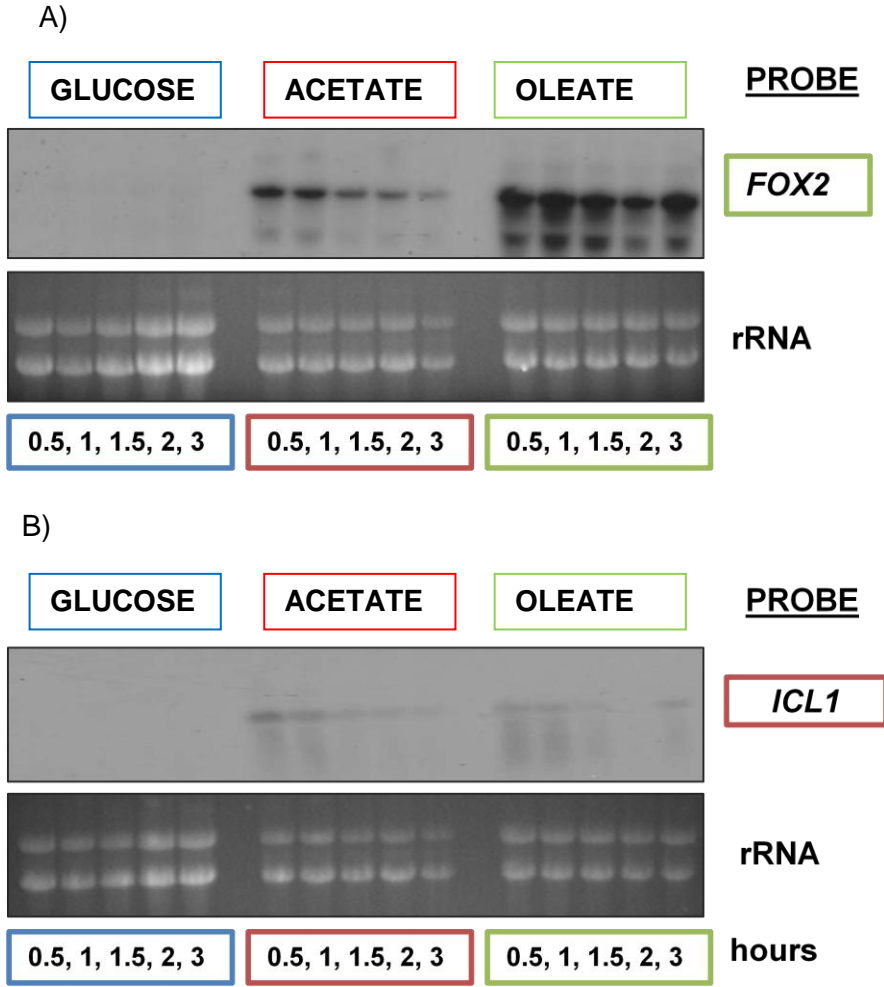 A)
GLUCOSE ACETATE OLEATE PROBE
FOX2
rRNA
0.5, 1, 1.5, 2, 3 0.5, 1, 1.5, 2, 3 0.5, 1, 1.5, 2, 3
B)
GLUCOSE ACETATE OLEATE PROBE
ICL1
rRNA
0.5, 1, 1.5, 2, 3 0.5, 1, 1.5, 2, 3 0.5, 1, 1.5, 2, 3 hours